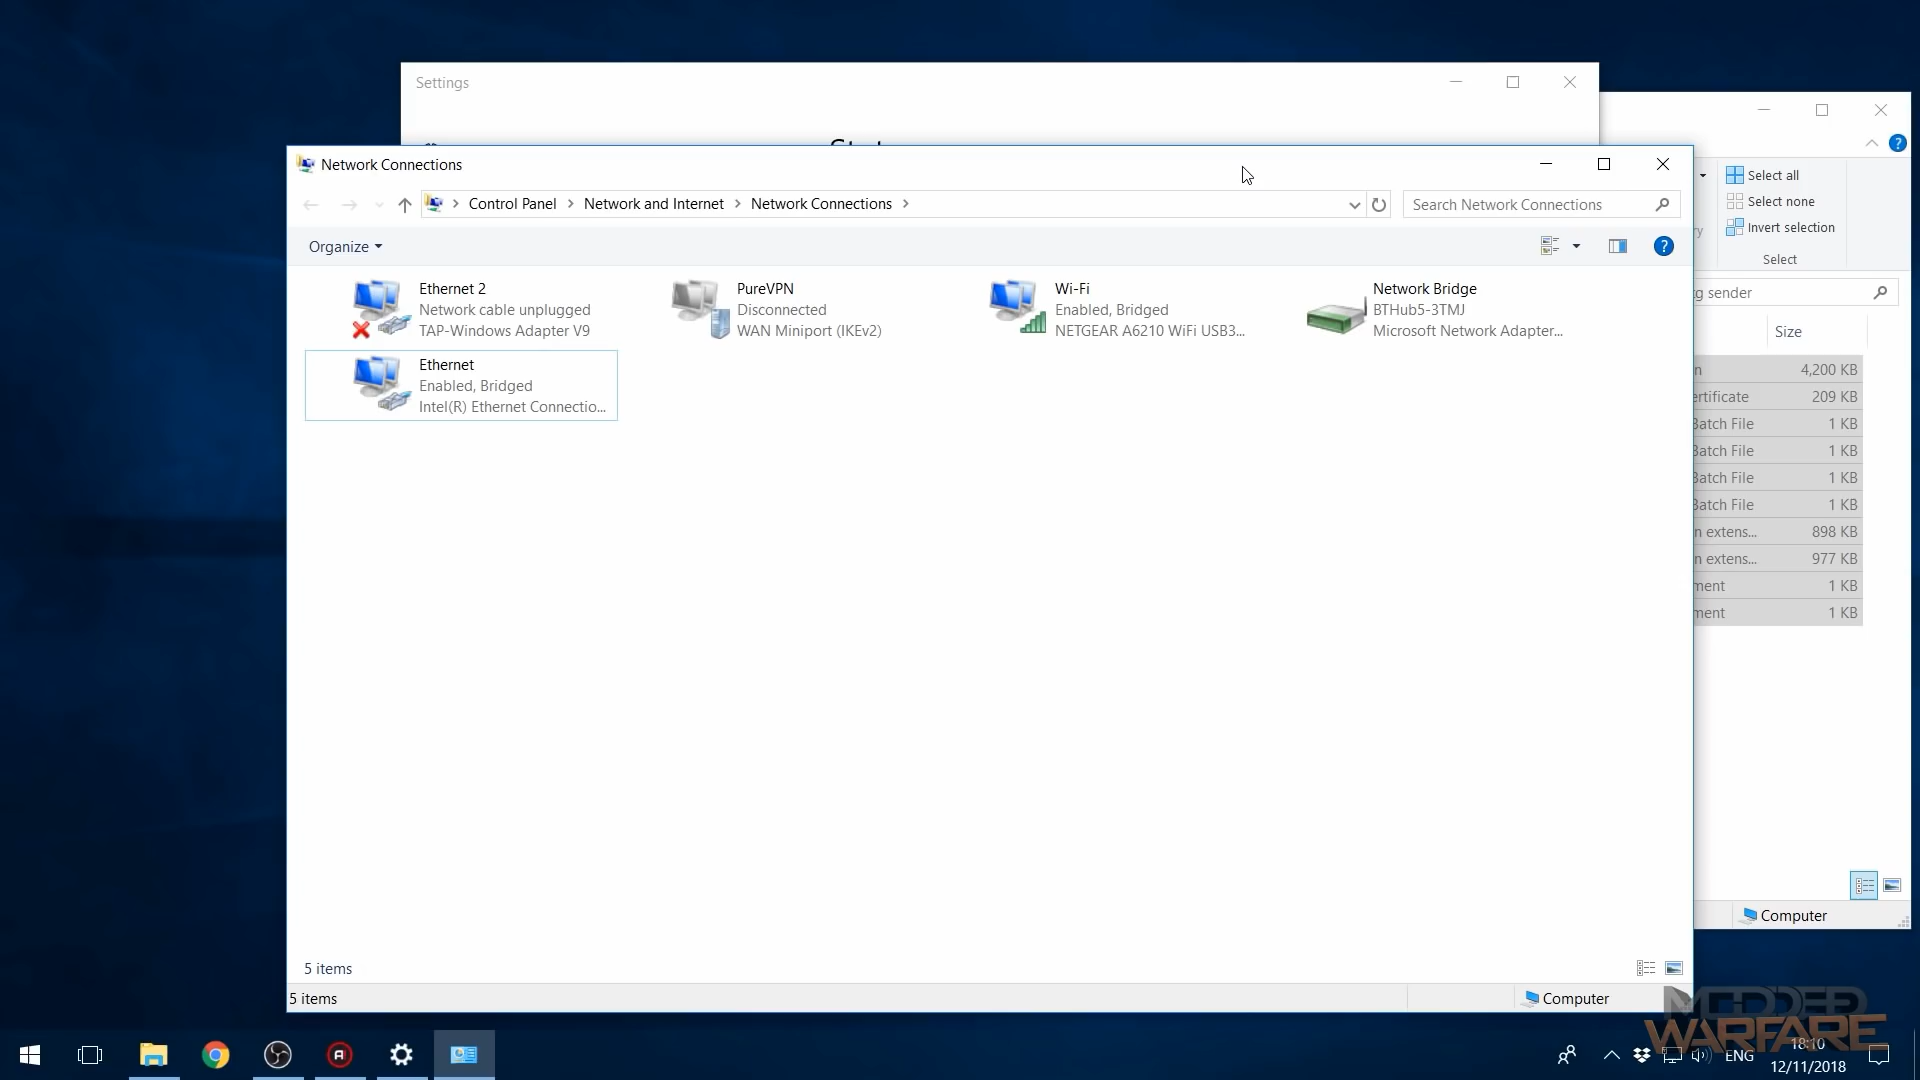 Settings
Network Connections
Control Panel > Network and Internet > Network Connections >
Search Network Connections
Organize
Ethernet 2
Network cable unplugged
TAP-Windows Adapter V9
PureVPN
Disconnected
WAN Miniport (IKEv2)
Wi-Fi
Enabled, Bridged
NETGEAR A6210 WiFi USB3...
Network Bridge
BTHub5-3TMJ
Microsoft Network Adapter...
Ethernet
Enabled, Bridged
Intel(R) Ethernet Connectio...
5 items
5 items
Computer
Select all
Select none
Invert selection
Select
sender
Size
4,200 KB
ertificate 209 KB
Batch File 1 KB
Batch File 1 KB
Batch File 1 KB
Batch File 1 KB
n extens... 898 KB
n extens... 977 KB
ment 1 KB
ment 1 KB
Computer
MODDED
WARFARE
ENG
18:10
12/11/2018